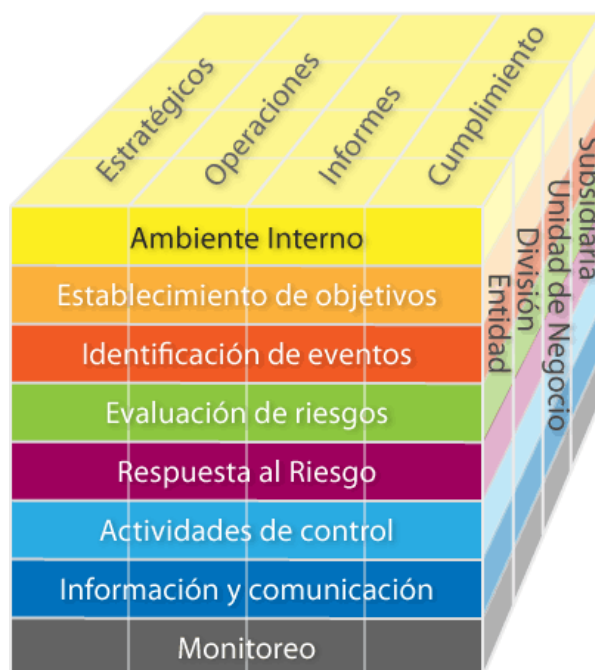 Estratégicos
Operaciones
Informes
Cumplimiento
Ambiente Interno
Establecimiento de objetivos
Identificación de eventos
Evaluación de riesgos
Respuesta al Riesgo
Actividades de control
Información y comunicación
Monitoreo
Entidad
División
Unidad de Negocio
Subsidiaria